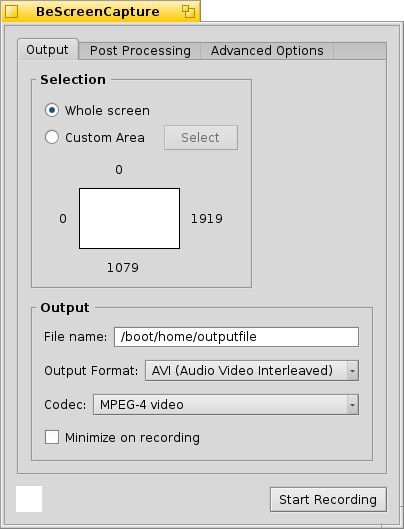 BeScreenCapture
Output Post Processing Advanced Options
Selection
Whole screen
Custom Area Select
0
0 1919
1079
Output
File name: /boot/home/outputfile
Output Format: AVI (Audio Video Interleaved)
Codec: MPEG-4 video
Minimize on recording
Start Recording